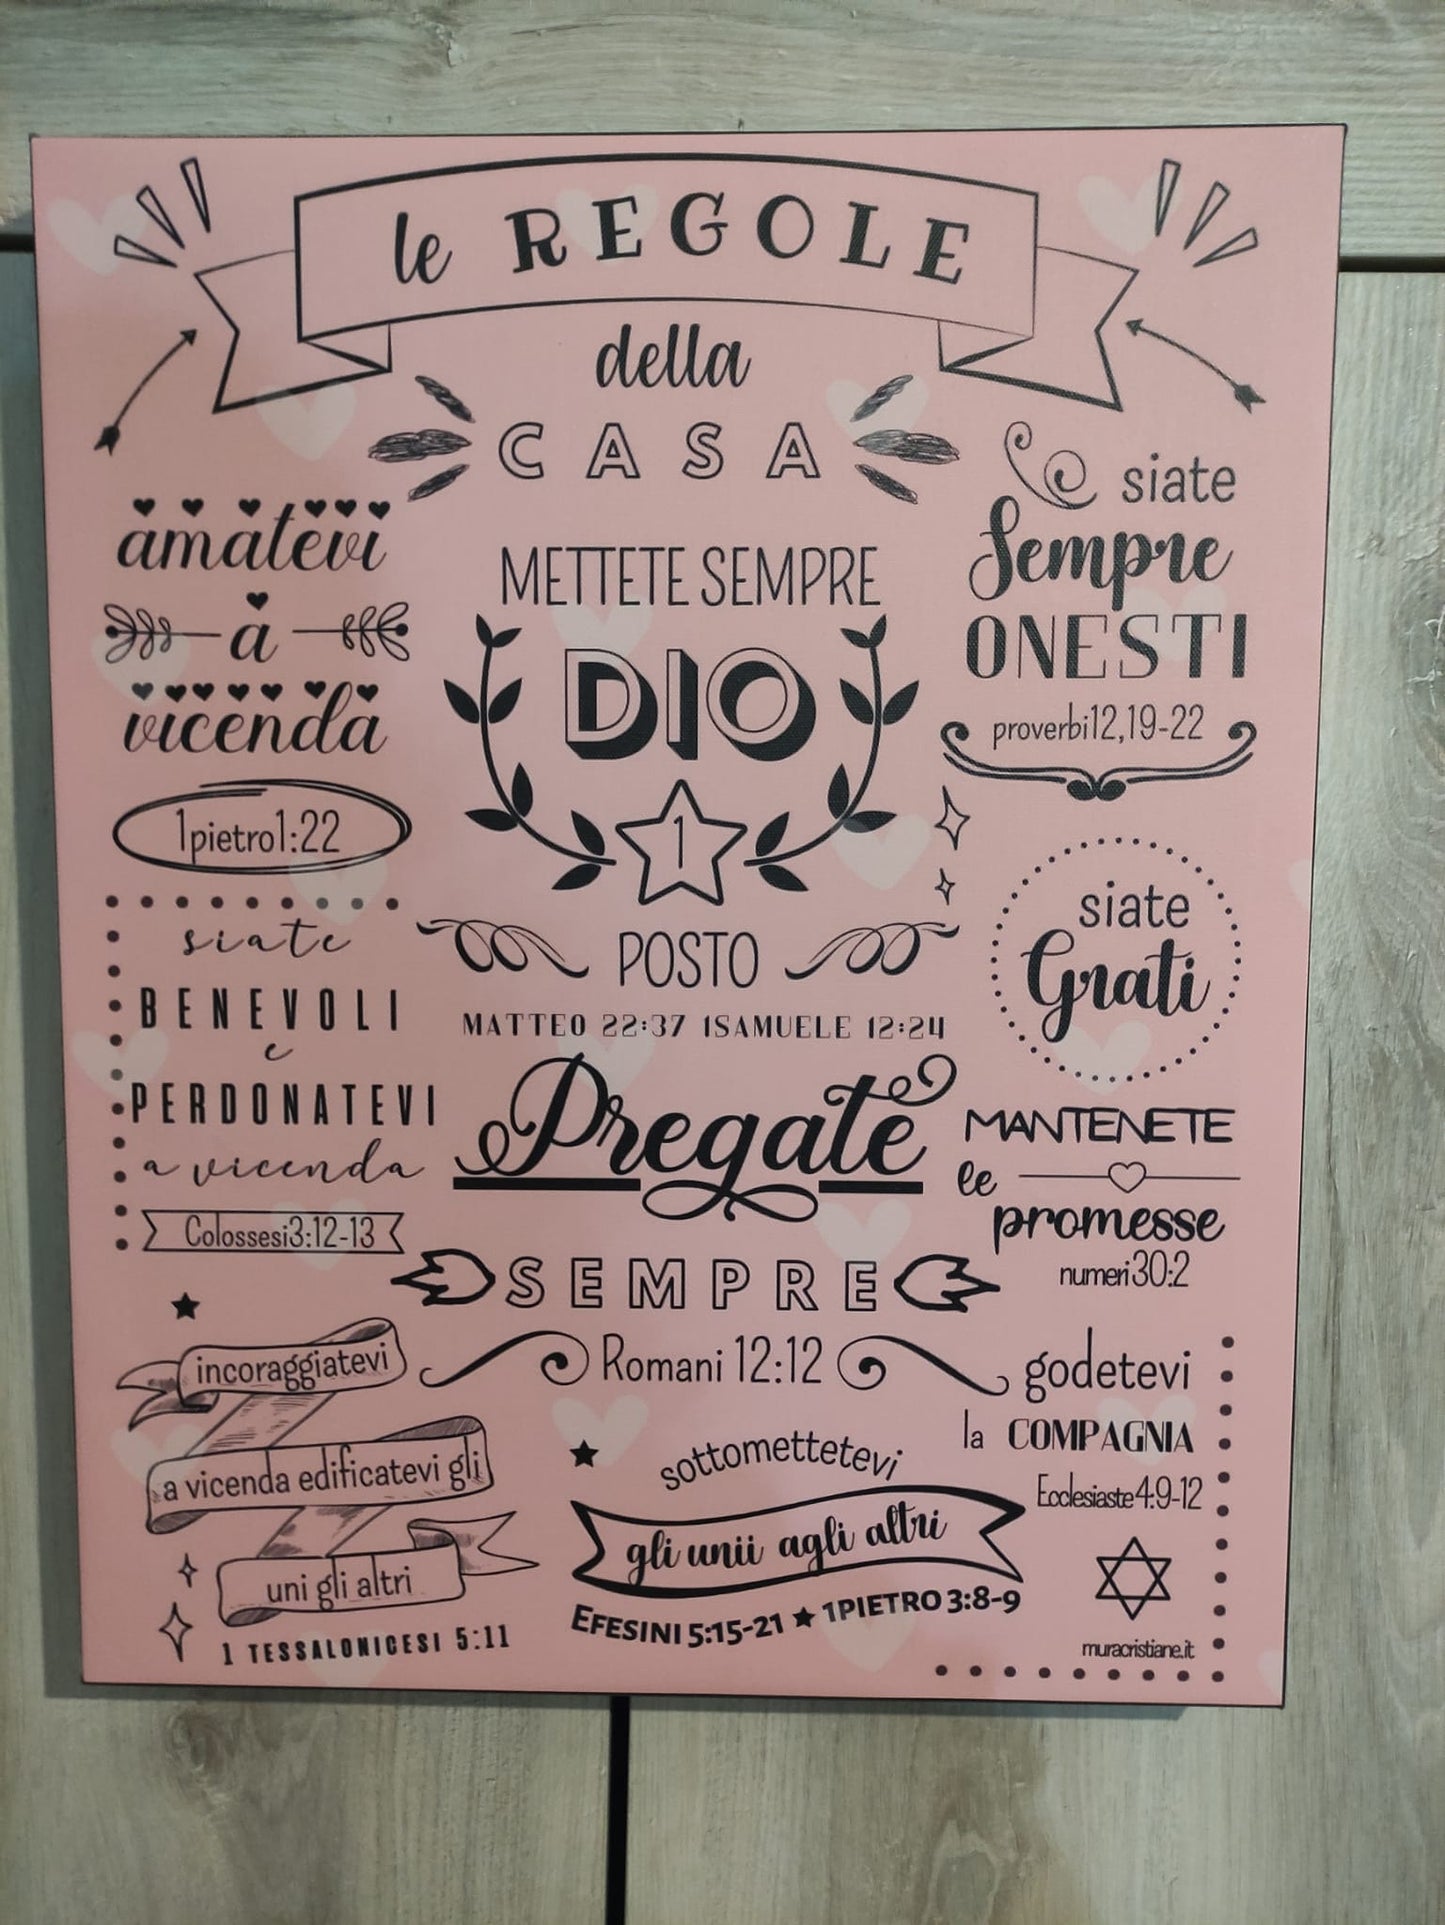 le REGOLE
della
CASA
amatevi
a
vicenda
1pietro1:22
siate
BENEVOLI
e
PERDONATEVI
a vicenda
Colossesi3:12-13
incoraggiatevi
a vicenda edificatevi gli
uni gli altri
1 TESSALONICESI 5:11
METTETE SEMPRE
DIO
1
POSTO
MATTEO 22:37 1SAMUELE 12:24
Pregate
SEMPRE
Romani 12:12
sottomettetevi
gli unii agli altri
EFESINI 5:15-21 ★ 1PIETRO 3:8-9
siate
Sempre
ONESTI
proverbi12,19-22
siate
Grati
MANTENETE
le
promesse
numeri30:2
godetevi
la COMPAGNIA
Ecclesiaste4:9-12
muracristiane.it